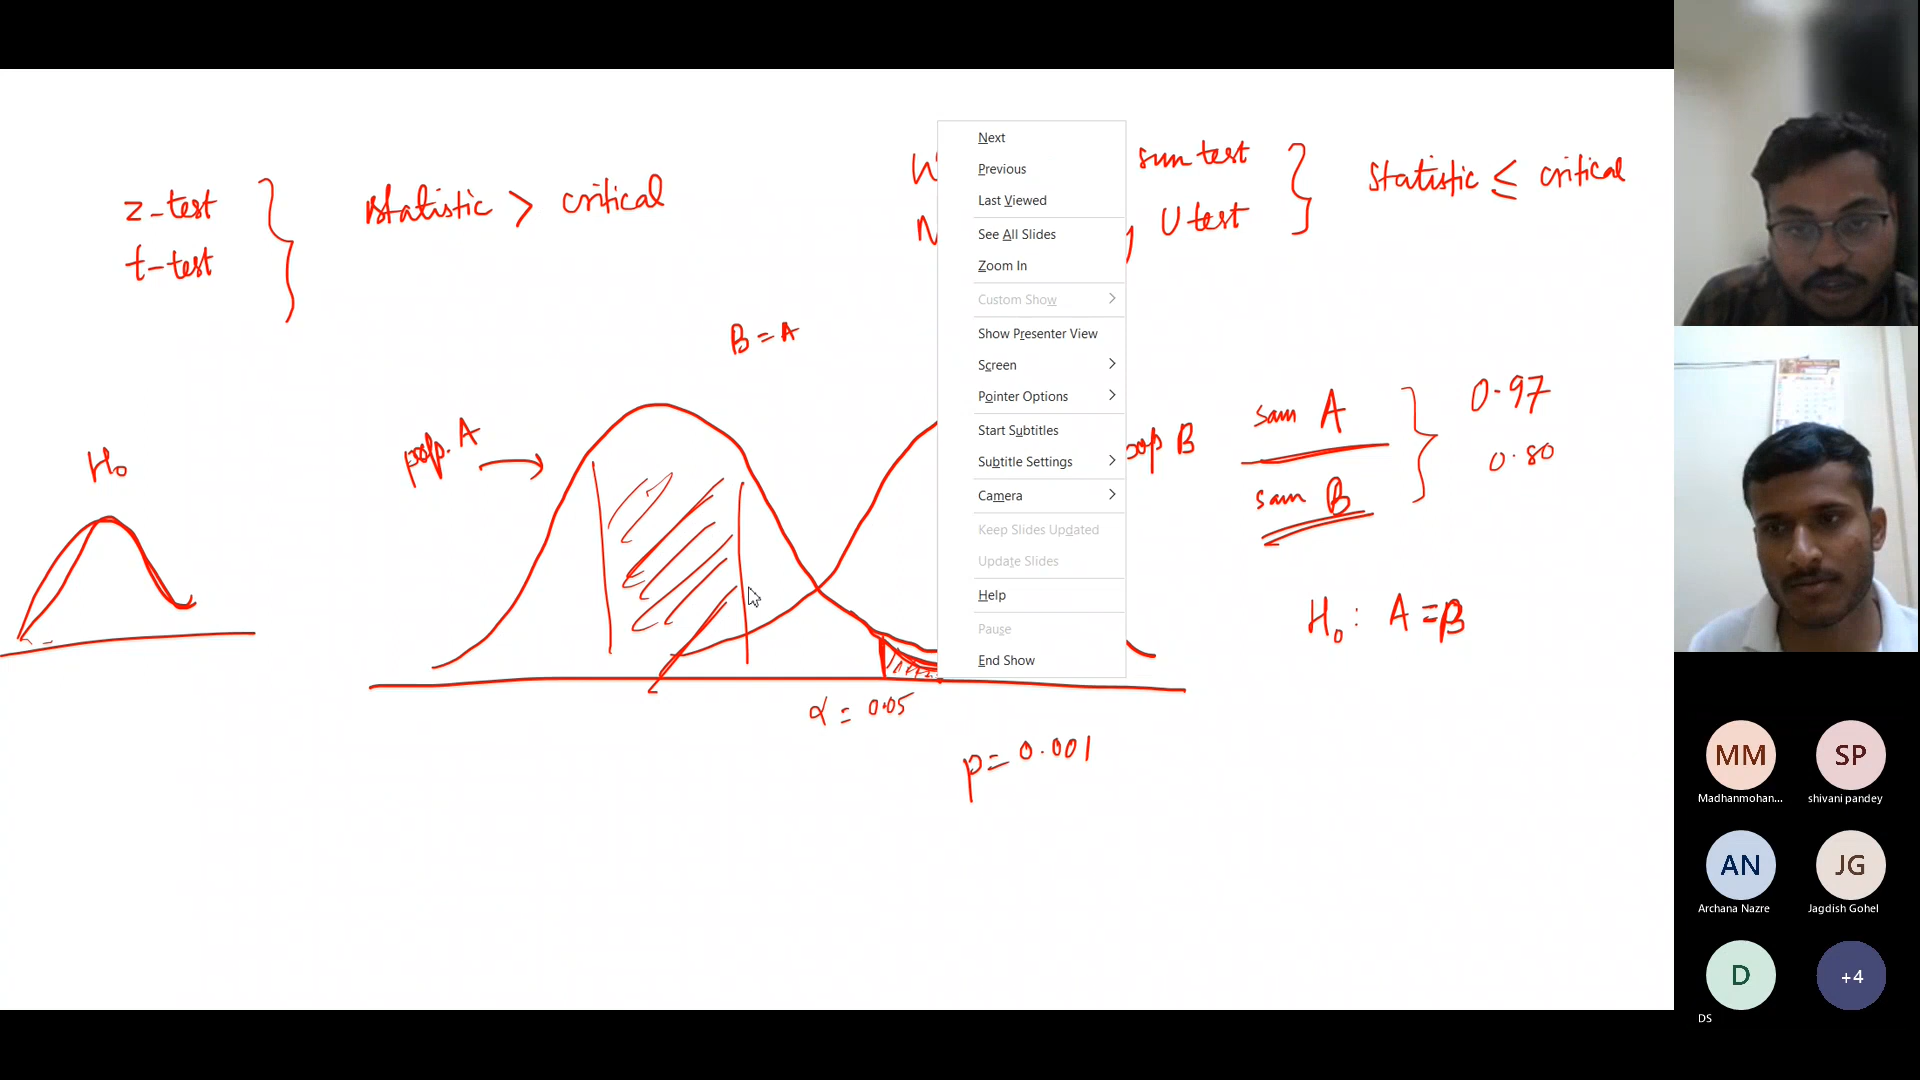 z-test
t-test
statistic > critical
sum test
U test
statistic ≤ critical
B = A
H₀
pop. A
pop B
sam A
sam B
0.97
0.80
H₀: A = B
α = 0.05
p = 0.001
Next
Previous
Last Viewed
See All Slides
Zoom In
Custom Show
Show Presenter View
Screen
Pointer Options
Start Subtitles
Subtitle Settings
Camera
Keep Slides Updated
Update Slides
Help
Pause
End Show
MM
Madhanmohan...
SP
shivani pandey
AN
Archana Nazre
JG
Jagdish Gohel
D
DS
+4